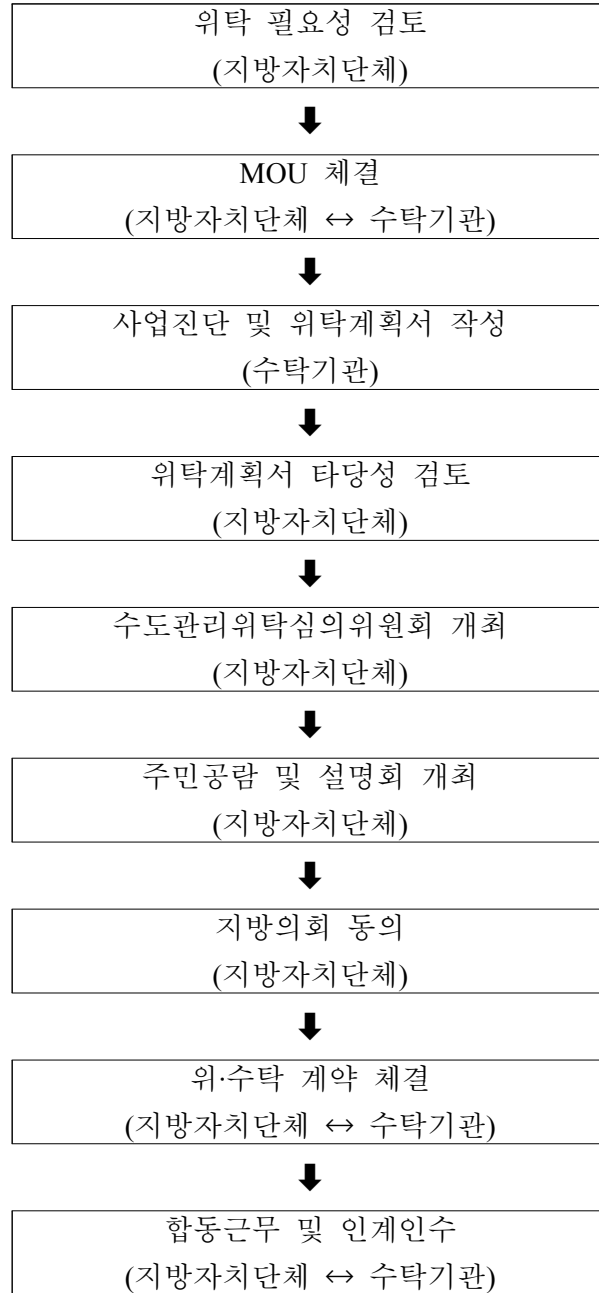 위탁 필요성 검토
(지방자치단체)
MOU 체결
(지방자치단체 ↔ 수탁기관)
사업진단 및 위탁계획서 작성
(수탁기관)
위탁계획서 타당성 검토
(지방자치단체)
수도관리위탁심의위원회 개최
(지방자치단체)
주민공람 및 설명회 개최
(지방자치단체)
지방의회 동의
(지방자치단체)
위·수탁 계약 체결
(지방자치단체 ↔ 수탁기관)
합동근무 및 인계인수
(지방자치단체 ↔ 수탁기관)